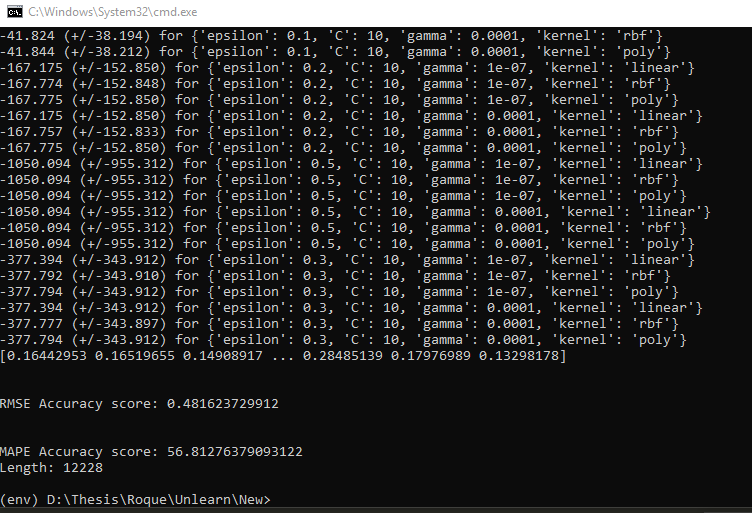 C:\Windows\System32\cmd.exe
-41.824 (+/-38.194) for {'epsilon': 0.1, 'C': 10, 'gamma': 0.0001, 'kernel': 'rbf'}
-41.844 (+/-38.212) for {'epsilon': 0.1, 'C': 10, 'gamma': 0.0001, 'kernel': 'poly'}
-167.175 (+/-152.850) for {'epsilon': 0.2, 'C': 10, 'gamma': 1e-07, 'kernel': 'linear'}
-167.774 (+/-152.848) for {'epsilon': 0.2, 'C': 10, 'gamma': 1e-07, 'kernel': 'rbf'}
-167.775 (+/-152.850) for {'epsilon': 0.2, 'C': 10, 'gamma': 1e-07, 'kernel': 'poly'}
-167.175 (+/-152.850) for {'epsilon': 0.2, 'C': 10, 'gamma': 0.0001, 'kernel': 'linear'}
-167.757 (+/-152.833) for {'epsilon': 0.2, 'C': 10, 'gamma': 0.0001, 'kernel': 'rbf'}
-167.775 (+/-152.850) for {'epsilon': 0.2, 'C': 10, 'gamma': 0.0001, 'kernel': 'poly'}
-1050.094 (+/-955.312) for {'epsilon': 0.5, 'C': 10, 'gamma': 1e-07, 'kernel': 'linear'}
-1050.094 (+/-955.312) for {'epsilon': 0.5, 'C': 10, 'gamma': 1e-07, 'kernel': 'rbf'}
-1050.094 (+/-955.312) for {'epsilon': 0.5, 'C': 10, 'gamma': 1e-07, 'kernel': 'poly'}
-1050.094 (+/-955.312) for {'epsilon': 0.5, 'C': 10, 'gamma': 0.0001, 'kernel': 'linear'}
-1050.094 (+/-955.312) for {'epsilon': 0.5, 'C': 10, 'gamma': 0.0001, 'kernel': 'rbf'}
-1050.094 (+/-955.312) for {'epsilon': 0.5, 'C': 10, 'gamma': 0.0001, 'kernel': 'poly'}
-377.394 (+/-343.912) for {'epsilon': 0.3, 'C': 10, 'gamma': 1e-07, 'kernel': 'linear'}
-377.792 (+/-343.910) for {'epsilon': 0.3, 'C': 10, 'gamma': 1e-07, 'kernel': 'rbf'}
-377.794 (+/-343.912) for {'epsilon': 0.3, 'C': 10, 'gamma': 1e-07, 'kernel': 'poly'}
-377.394 (+/-343.912) for {'epsilon': 0.3, 'C': 10, 'gamma': 0.0001, 'kernel': 'linear'}
-377.777 (+/-343.897) for {'epsilon': 0.3, 'C': 10, 'gamma': 0.0001, 'kernel': 'rbf'}
-377.794 (+/-343.912) for {'epsilon': 0.3, 'C': 10, 'gamma': 0.0001, 'kernel': 'poly'}
[0.16442953 0.16519655 0.14908917 ... 0.28485139 0.17976989 0.13298178]
RMSE Accuracy score: 0.481623729912
MAPE Accuracy score: 56.81276379093122
Length: 12228
(env) D:\Thesis\Roque\Unlearn\New>